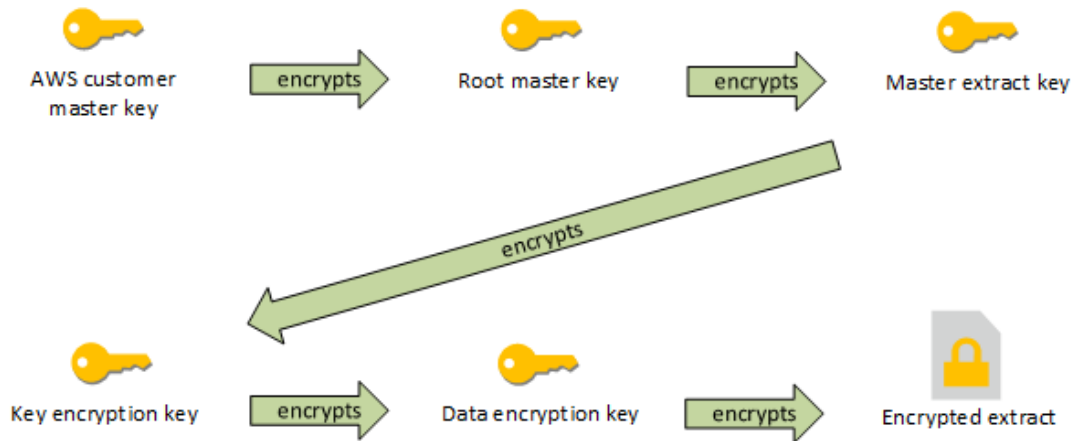 AWS customer
master key
encrypts
Root master key
encrypts
Master extract key
encrypts
Key encryption key
encrypts
Data encryption key
encrypts
Encrypted extract